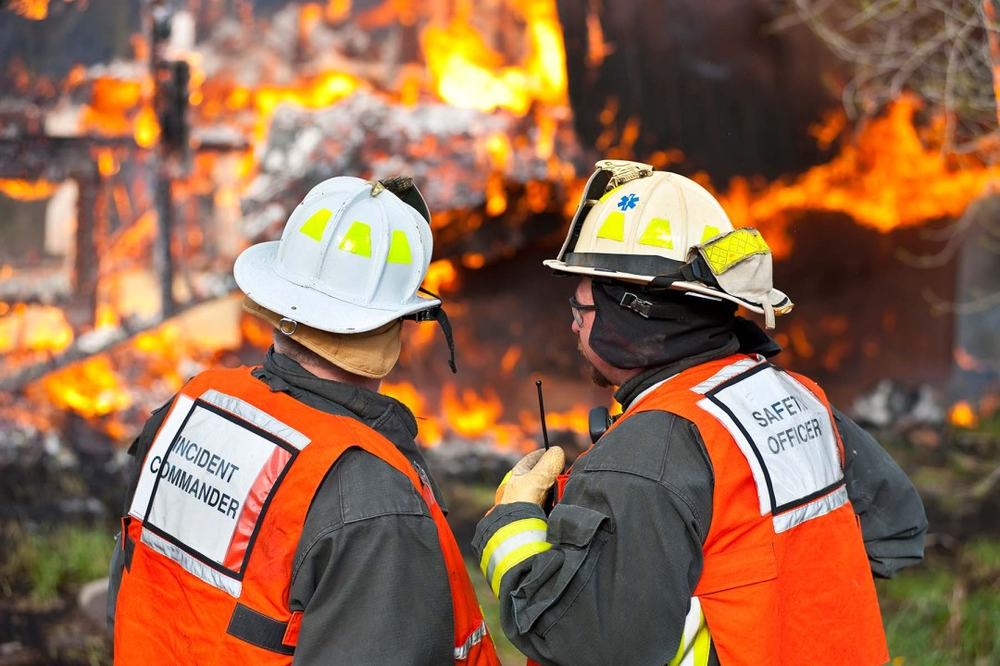 INCIDENT
COMMANDER
SAFETY
OFFICER